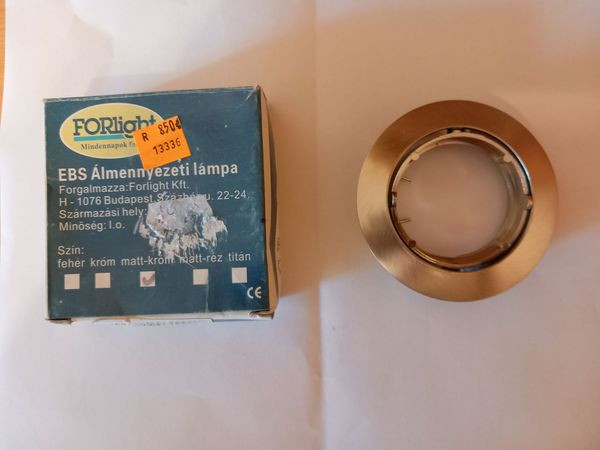 FORlight
Mindennapok
R 850
13336
EBS Álmennyezeti lámpa
Forgalmazza:Forlight Kft.
H - 1076 Budapest u. 22-24.
Származási hely:
Minőség: I.o.
Szín:
fehér króm matt-króm matt-réz titán
CE